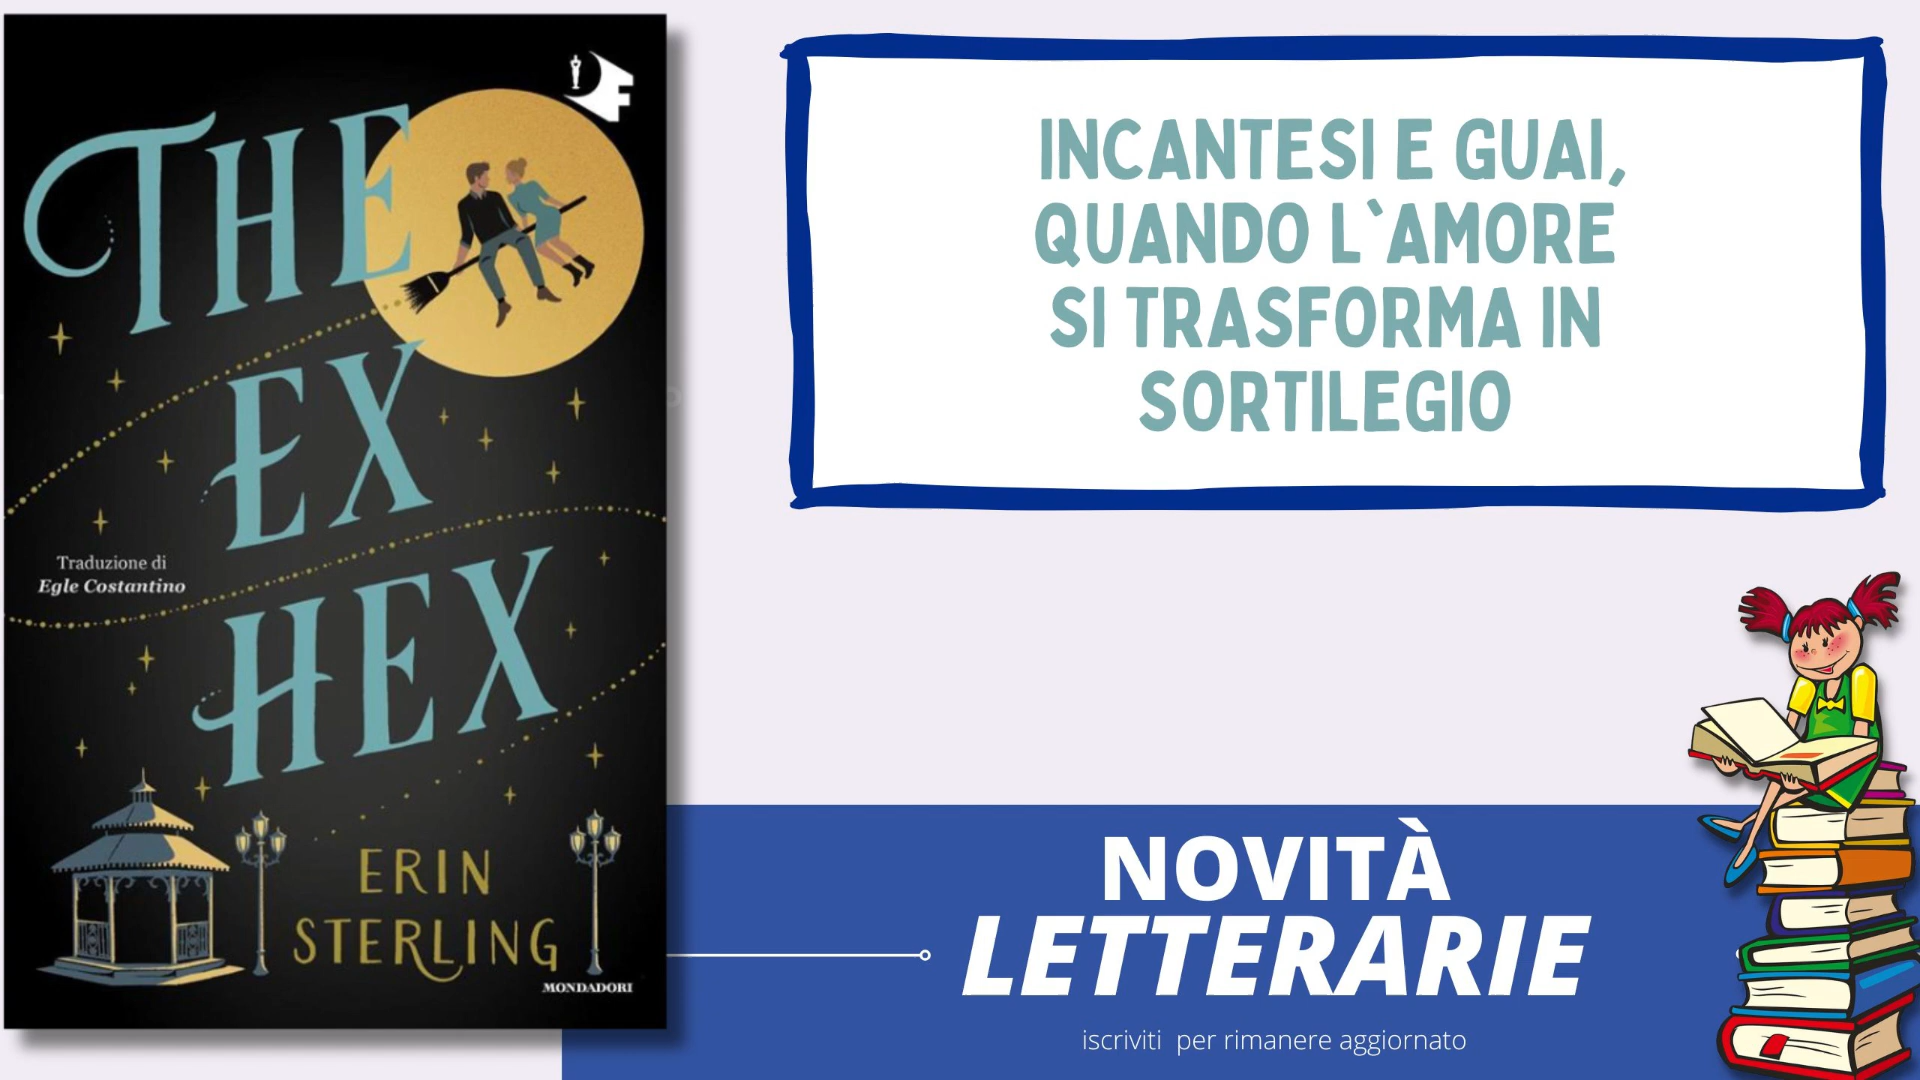 THE
EX
HEX
Traduzione di
Egle Costantino
ERIN
STERLING
MONDADORI
F
INCANTESI E GUAI,
QUANDO L`AMORE
SI TRASFORMA IN
SORTILEGIO
NOVITÀ
LETTERARIE
iscriviti  per rimanere aggiornato